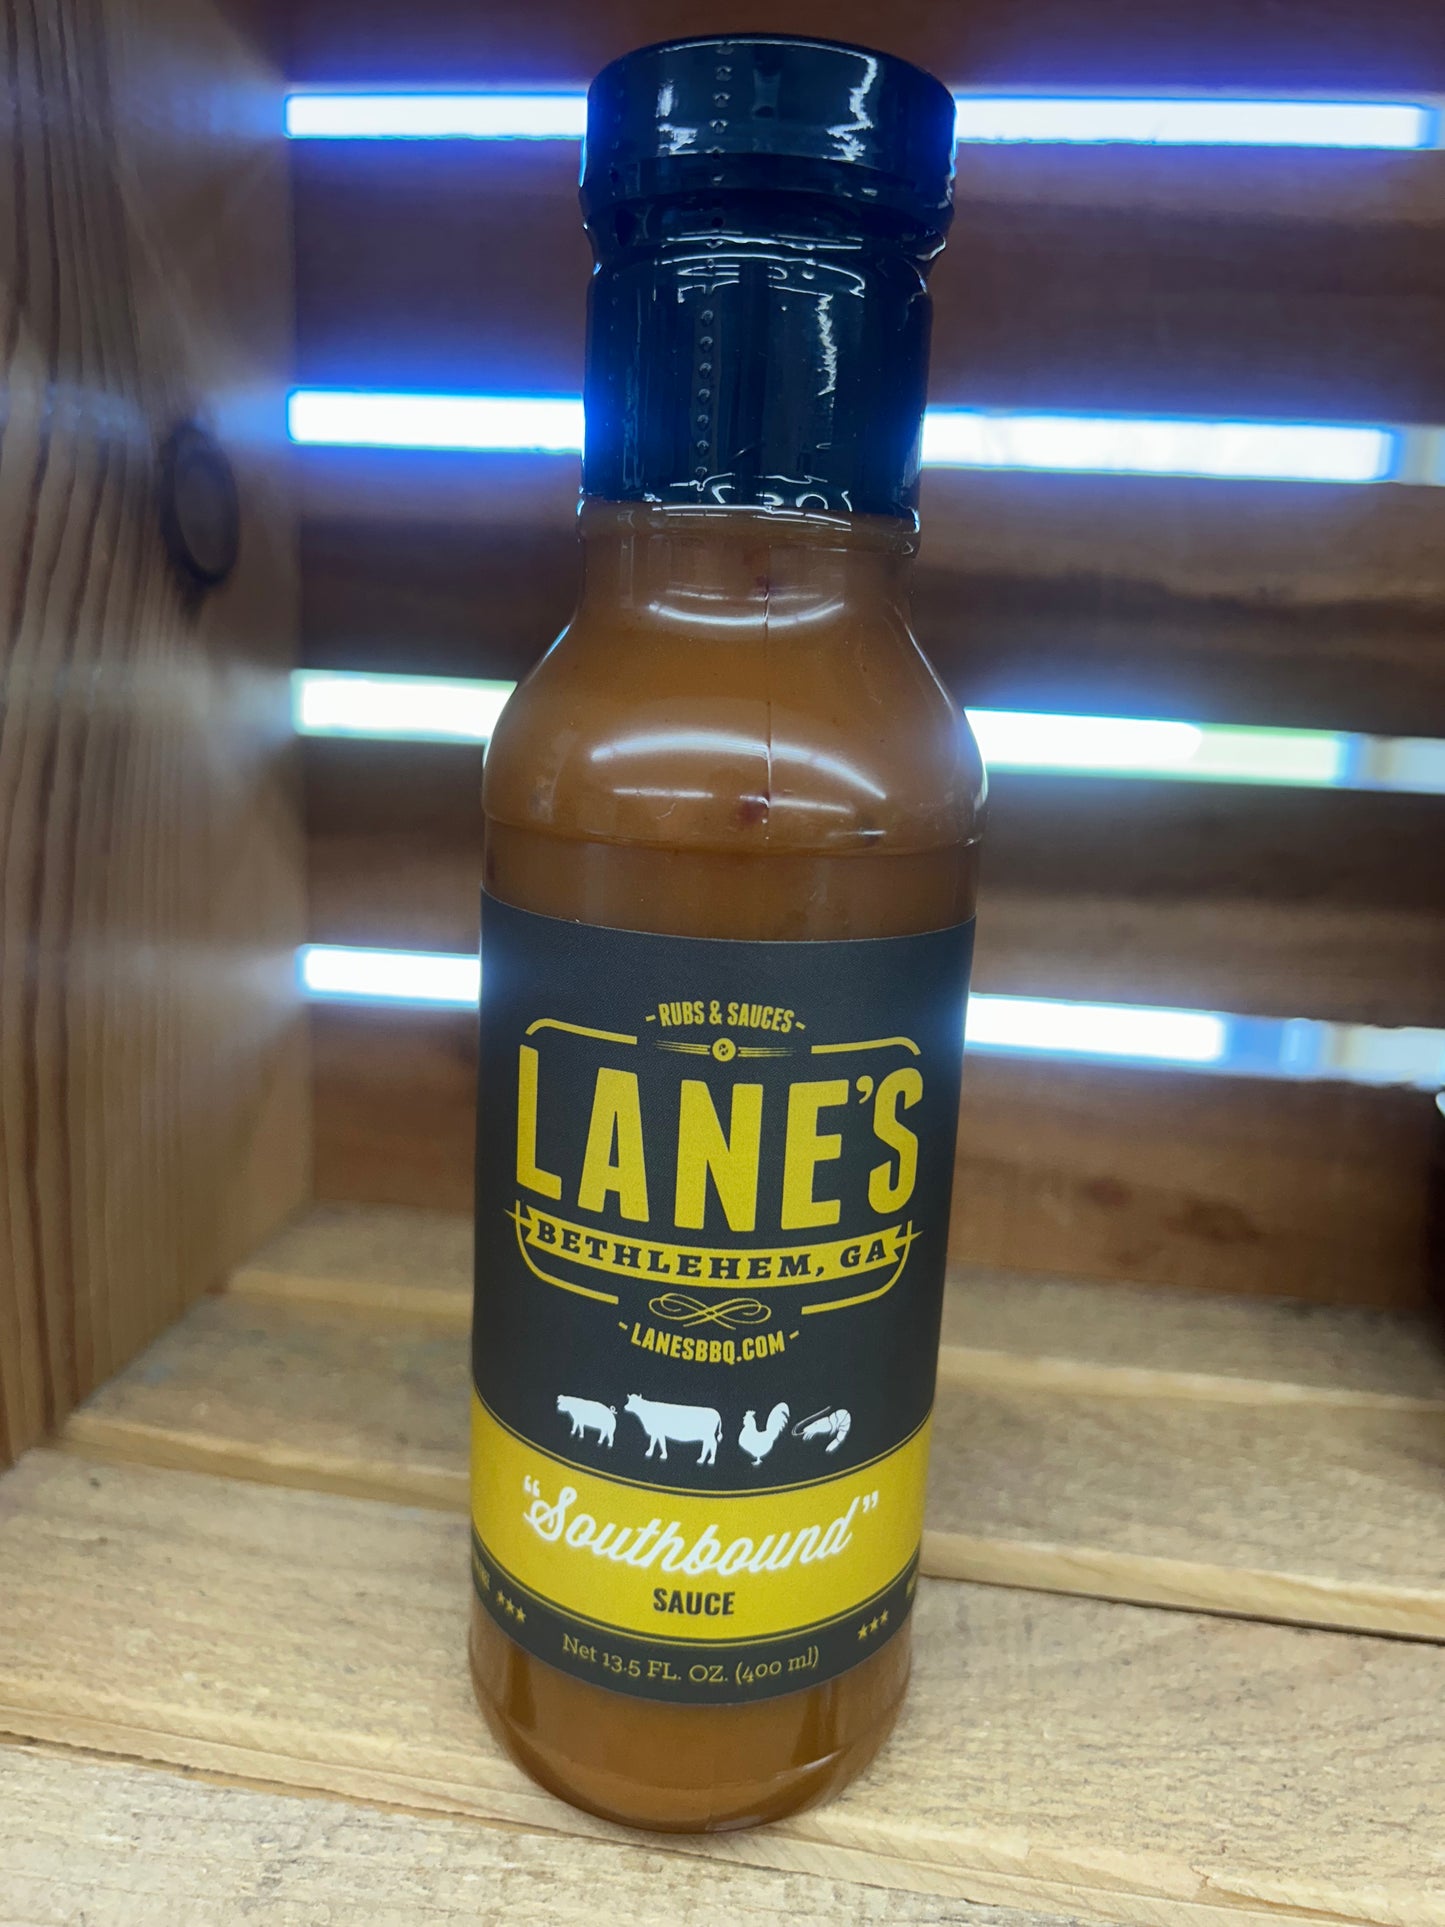 - RUBS & SAUCES -
LANE'S
BETHLEHEM, GA
- LANESBBQ.COM -
“Southbound”
SAUCE
Net 13.5 FL. OZ. (400 ml)